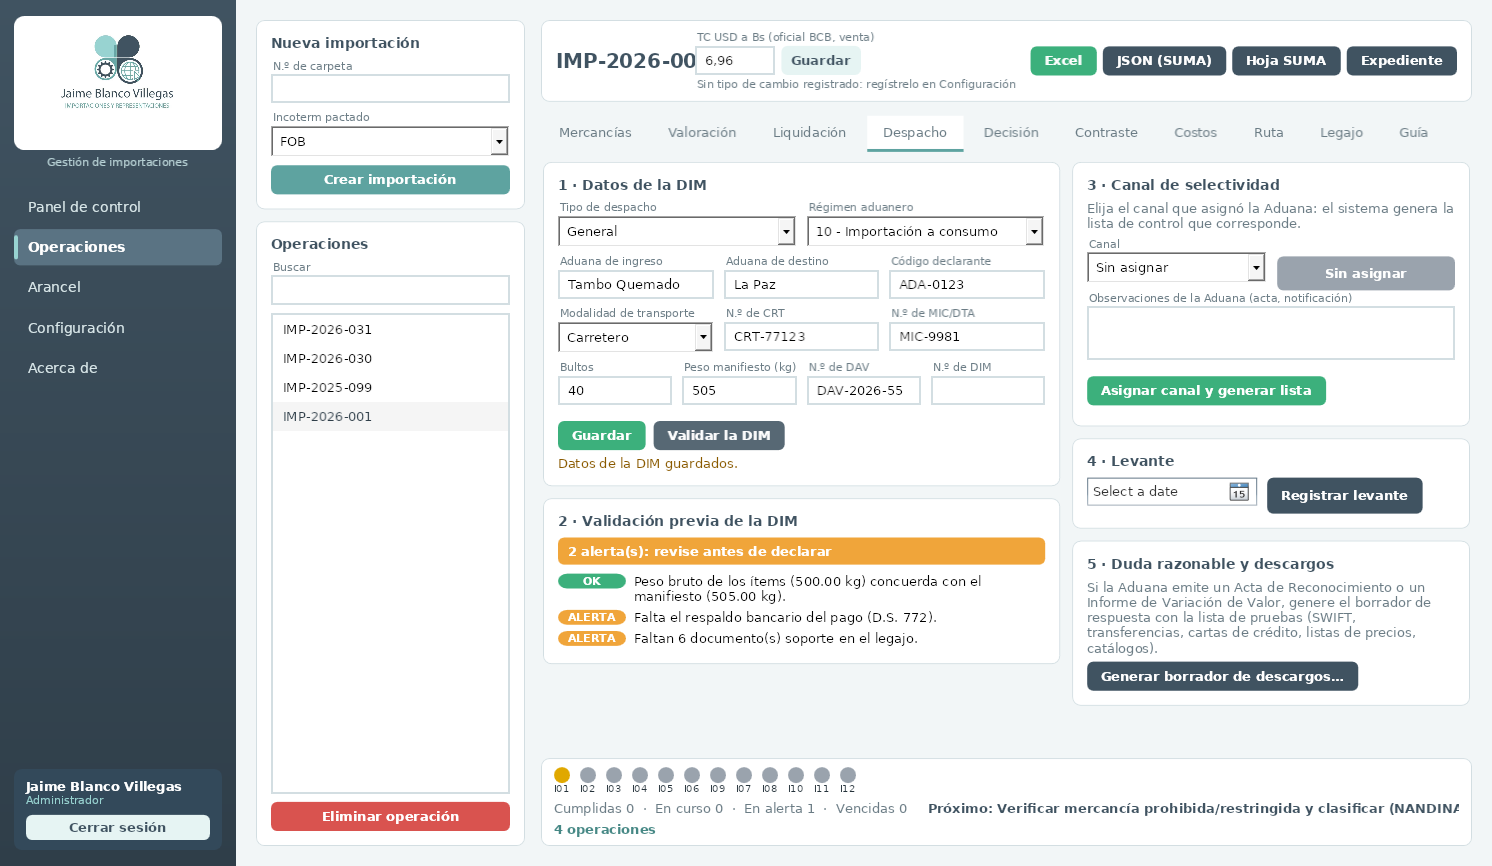 Jaime Blanco Villegas
IMPORTACIONES Y REPRESENTACIONES
Gestión de importaciones
Panel de control
Operaciones
Arancel
Configuración
Acerca de
Jaime Blanco Villegas
Administrador
Cerrar sesión
Nueva importación
N.º de carpeta
Incoterm pactado
FOB
Crear importación
Operaciones
Buscar
IMP-2026-031
IMP-2026-030
IMP-2025-099
IMP-2026-001
Eliminar operación
IMP-2026-00
TC USD a Bs (oficial BCB, venta)
6,96
Guardar
Sin tipo de cambio registrado: regístrelo en Configuración
Excel
JSON (SUMA)
Hoja SUMA
Expediente
Mercancías
Valoración
Liquidación
Despacho
Decisión
Contraste
Costos
Ruta
Legajo
Guía
1 · Datos de la DIM
Tipo de despacho
Régimen aduanero
General
10 - Importación a consumo
Aduana de ingreso
Aduana de destino
Código declarante
Tambo Quemado
La Paz
ADA-0123
Modalidad de transporte
N.º de CRT
N.º de MIC/DTA
Carretero
CRT-77123
MIC-9981
Bultos
Peso manifiesto (kg)
N.º de DAV
N.º de DIM
40
505
DAV-2026-55
Guardar
Validar la DIM
Datos de la DIM guardados.
2 · Validación previa de la DIM
2 alerta(s): revise antes de declarar
OK
Peso bruto de los ítems (500.00 kg) concuerda con el
manifiesto (505.00 kg).
ALERTA
Falta el respaldo bancario del pago (D.S. 772).
ALERTA
Faltan 6 documento(s) soporte en el legajo.
3 · Canal de selectividad
Elija el canal que asignó la Aduana: el sistema genera la
lista de control que corresponde.
Canal
Sin asignar
Sin asignar
Observaciones de la Aduana (acta, notificación)
Asignar canal y generar lista
4 · Levante
Select a date
15
Registrar levante
5 · Duda razonable y descargos
Si la Aduana emite un Acta de Reconocimiento o un
Informe de Variación de Valor, genere el borrador de
respuesta con la lista de pruebas (SWIFT,
transferencias, cartas de crédito, listas de precios,
catálogos).
Generar borrador de descargos...
I01
I02
I03
I04
I05
I06
I09
I07
I08
I10
I11
I12
Cumplidas 0 · En curso 0 · En alerta 1 · Vencidas 0
Próximo: Verificar mercancía prohibida/restringida y clasificar (NANDINA
4 operaciones